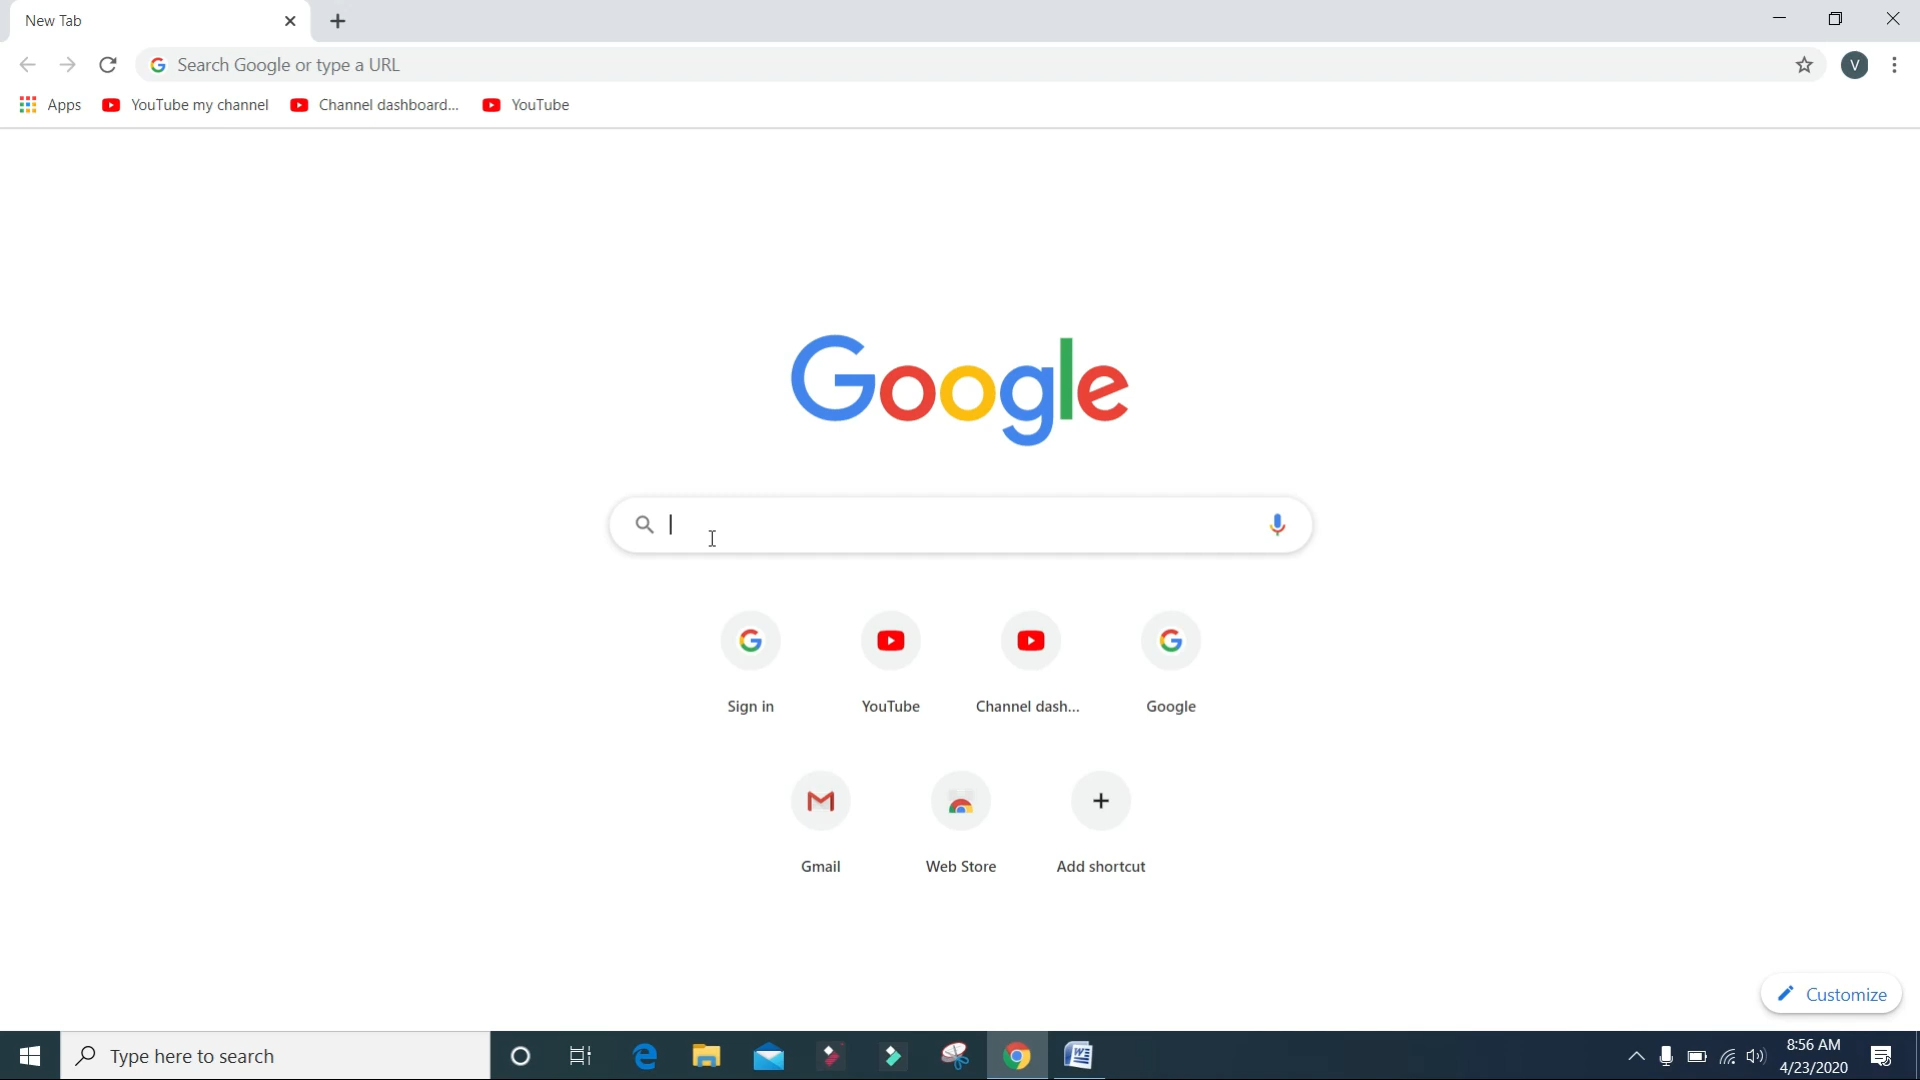 New Tab
Search Google or type a URL
V
Apps YouTube my channel Channel dashboard... YouTube
Google
Sign in YouTube Channel dash... Google
Gmail Web Store Add shortcut
Customize
Type here to search
8:56 AM
4/23/2020